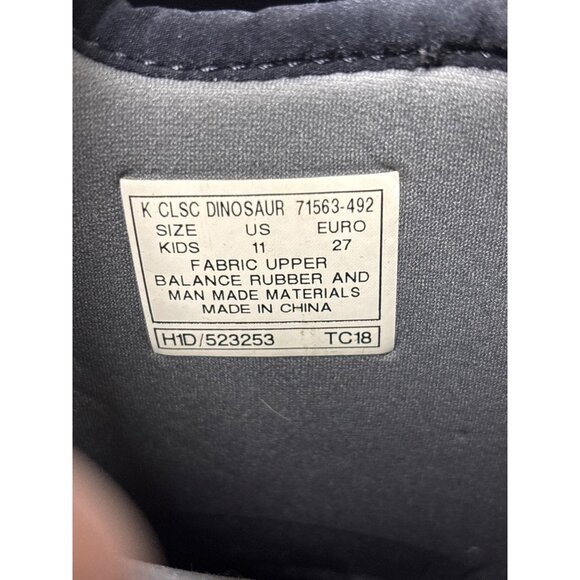 K CLSC DINOSAUR 71563-492
SIZE US EURO
KIDS 11 27
FABRIC UPPER
BALANCE RUBBER AND
MAN MADE MATERIALS
MADE IN CHINA
H1D/523253 TC18